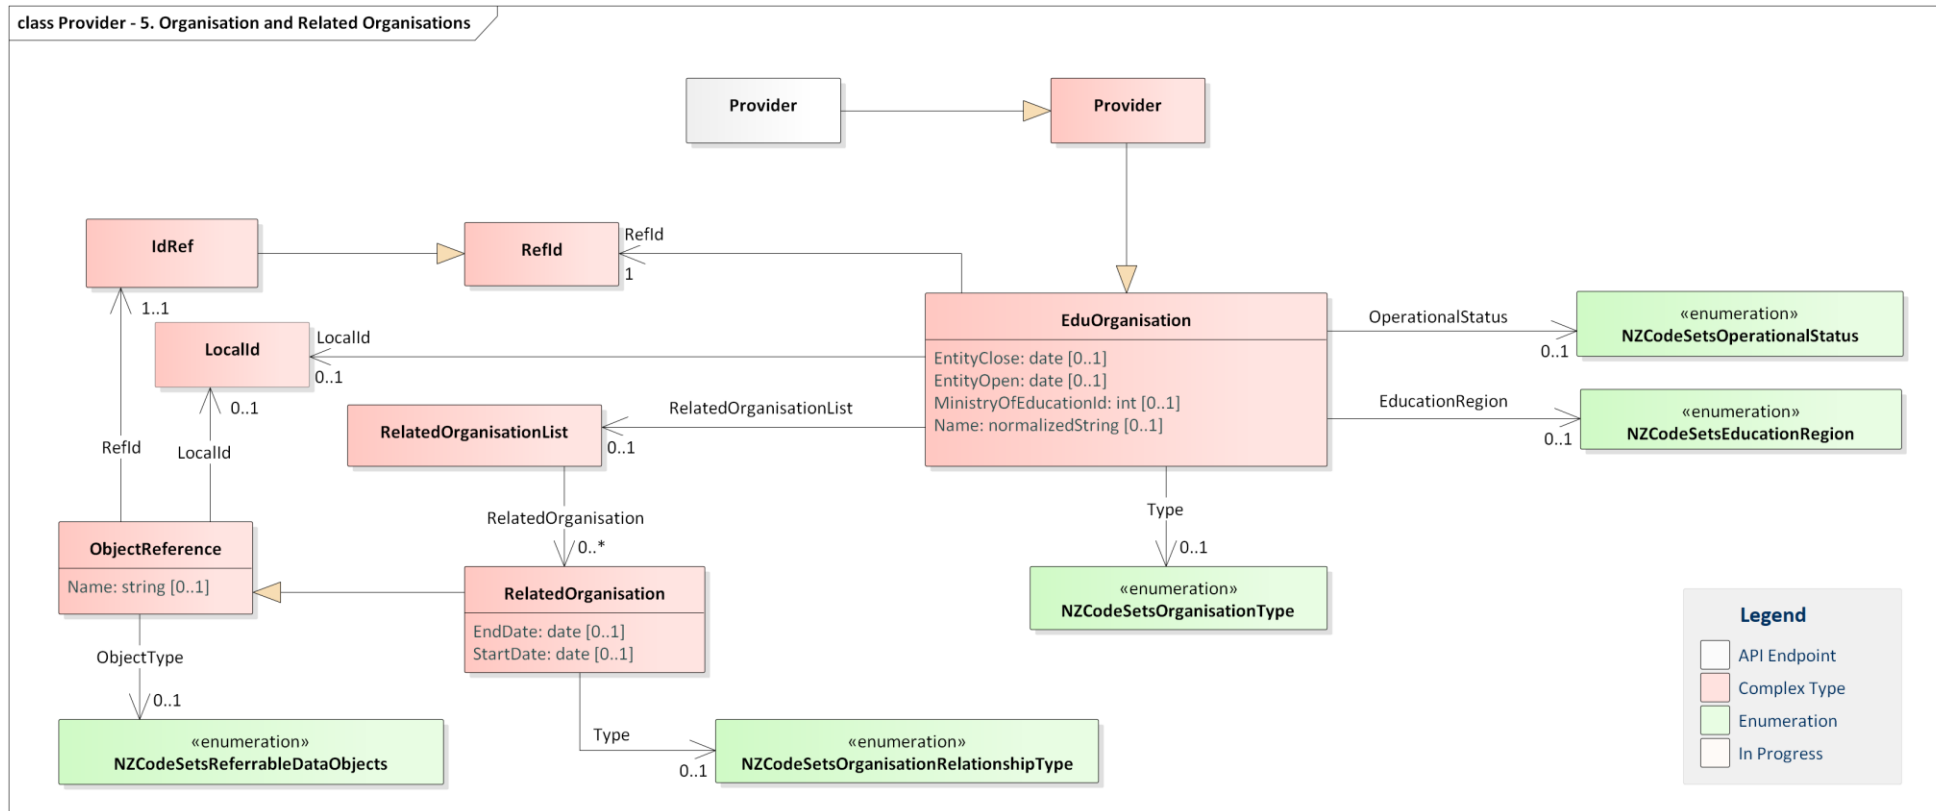 class Provider - 5. Organisation and Related Organisations
Provider
Provider
IdRef
RefId
RefId
1
1..1
LocalId
LocalId
0..1
EduOrganisation
EntityClose: date [0..1]
EntityOpen: date [0..1]
MinistryOfEducationId: int [0..1]
Name: normalizedString [0..1]
OperationalStatus
0..1
«enumeration»
NZCodeSetsOperationalStatus
EducationRegion
0..1
«enumeration»
NZCodeSetsEducationRegion
0..1
RefId
LocalId
RelatedOrganisationList
RelatedOrganisationList
0..1
RelatedOrganisation
0..*
Type
0..1
ObjectReference
Name: string [0..1]
RelatedOrganisation
EndDate: date [0..1]
StartDate: date [0..1]
«enumeration»
NZCodeSetsOrganisationType
ObjectType
0..1
«enumeration»
NZCodeSetsReferrableDataObjects
Type
0..1
«enumeration»
NZCodeSetsOrganisationRelationshipType
Legend
API Endpoint
Complex Type
Enumeration
In Progress